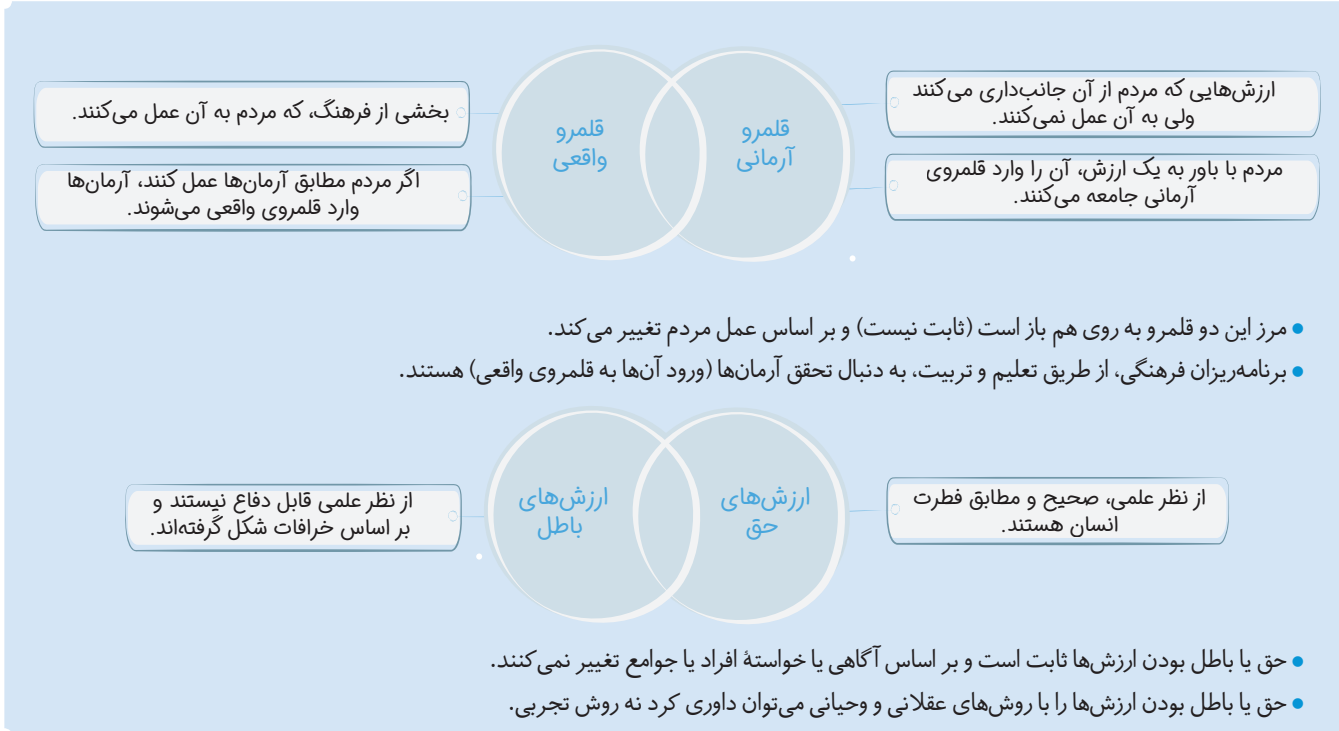 ارزش‌هایی که مردم از آن جانب‌داری می‌کنند
ولی به آن عمل نمی‌کنند.
مردم با باور به یک ارزش، آن را وارد قلمروی
آرمانی جامعه می‌کنند.
قلمرو
آرمانی
قلمرو
واقعی
بخشی از فرهنگ، که مردم به آن عمل می‌کنند.
اگر مردم مطابق آرمان‌ها عمل کنند، آرمان‌ها
وارد قلمروی واقعی می‌شوند.
● مرز این دو قلمرو به روی هم باز است (ثابت نیست) و بر اساس عمل مردم تغییر می‌کند.
● برنامه‌ریزان فرهنگی، از طریق تعلیم و تربیت، به دنبال تحقق آرمان‌ها (ورود آن‌ها به قلمروی واقعی) هستند.
از نظر علمی، صحیح و مطابق فطرت
انسان هستند.
ارزش‌های
حق
ارزش‌های
باطل
از نظر علمی قابل دفاع نیستند و
بر اساس خرافات شکل گرفته‌اند.
● حق یا باطل بودن ارزش‌ها ثابت است و بر اساس آگاهی یا خواستهٔ افراد یا جوامع تغییر نمی‌کنند.
● حق یا باطل بودن ارزش‌ها را با روش‌های عقلانی و وحیانی می‌توان داوری کرد نه روش تجربی.